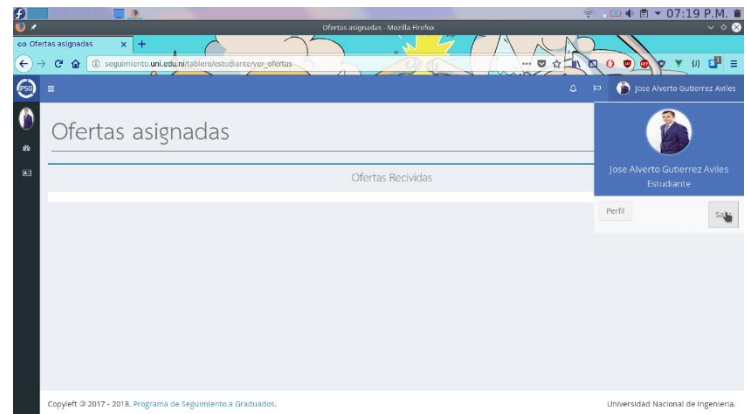 07:19 P.M.
Ofertas asignadas - Mozilla Firefox
Ofertas asignadas
seguimiento.uni.edu.ni/tablero/estudiante/ver_ofertas
PSG
Jose Alverto Gutierrez Aviles
Ofertas asignadas
Ofertas Recividas
Jose Alverto Gutierrez Aviles
Estudiante
Perfil
Copyleft © 2017 - 2018. Programa de Seguimiento a Graduados.
Universidad Nacional de Ingeniería.